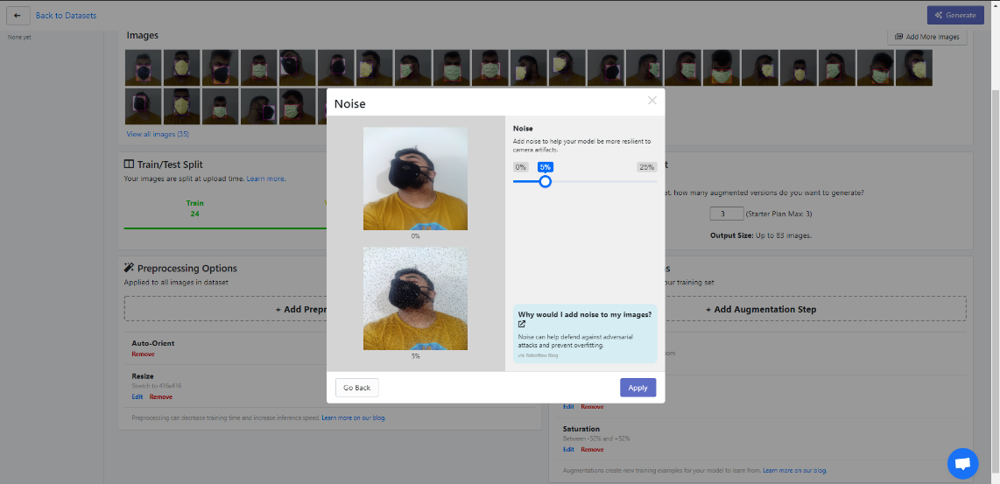 Back to Datasets
Generate
None yet
Images
Add More Images
View all images (35)
Train/Test Split
Your images are split at upload time. Learn more.
Train
24
how many augmented versions do you want to generate?
3 (Starter Plan Max: 3)
Output Size: Up to 83 images.
Preprocessing Options
Applied to all images in dataset
+ Add Prepr
Auto-Orient
Remove
Resize
Stretch to 416x416
Edit Remove
Preprocessing can decrease training time and increase inference speed. Learn more on our blog.
our training set
+ Add Augmentation Step
Edit Remove
Saturation
Between -52% and +52%
Edit Remove
Augmentations create new training examples for your model to learn from. Learn more on our blog.
Noise
0%
5%
Noise
Add noise to help your model be more resilient to
camera artifacts.
0% 5% 25%
Why would I add noise to my images?
Noise can help defend against adversarial
attacks and prevent overfitting.
via Roboflow Blog
Go Back
Apply